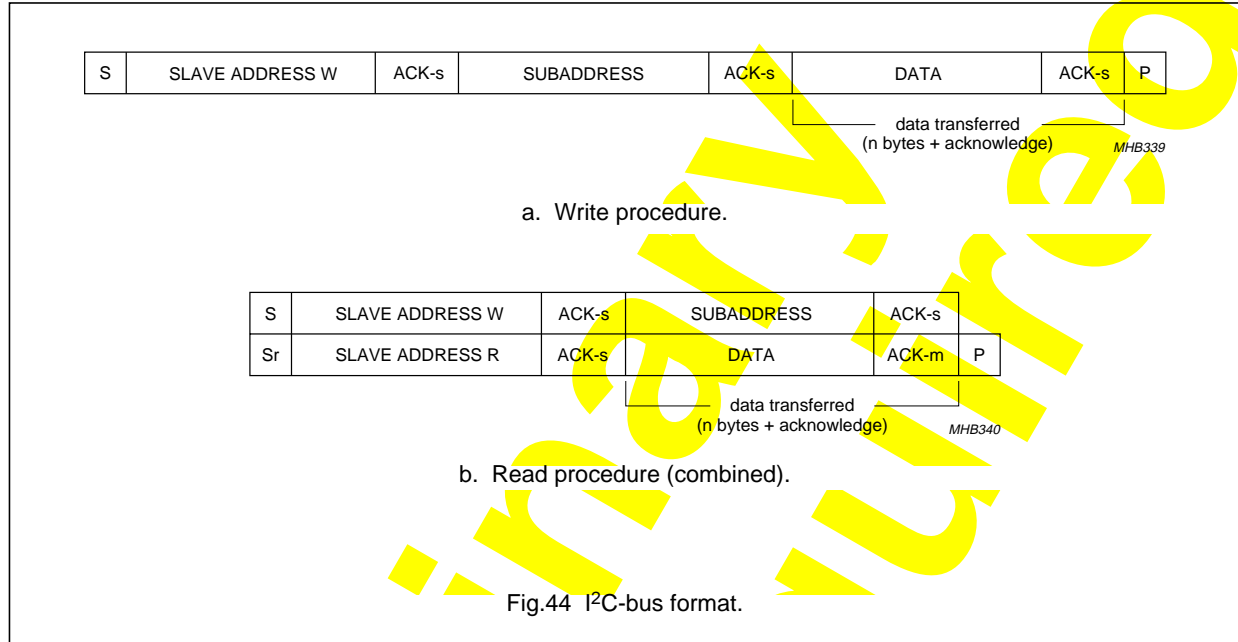 S SLAVE ADDRESS W ACK-s SUBADDRESS ACK-s DATA ACK-s P
data transferred
(n bytes + acknowledge)
MHB339
a. Write procedure.
S SLAVE ADDRESS W ACK-s SUBADDRESS ACK-s
Sr SLAVE ADDRESS R ACK-s DATA ACK-m P
data transferred
(n bytes + acknowledge)
MHB340
b. Read procedure (combined).
Fig.44 I²C-bus format.